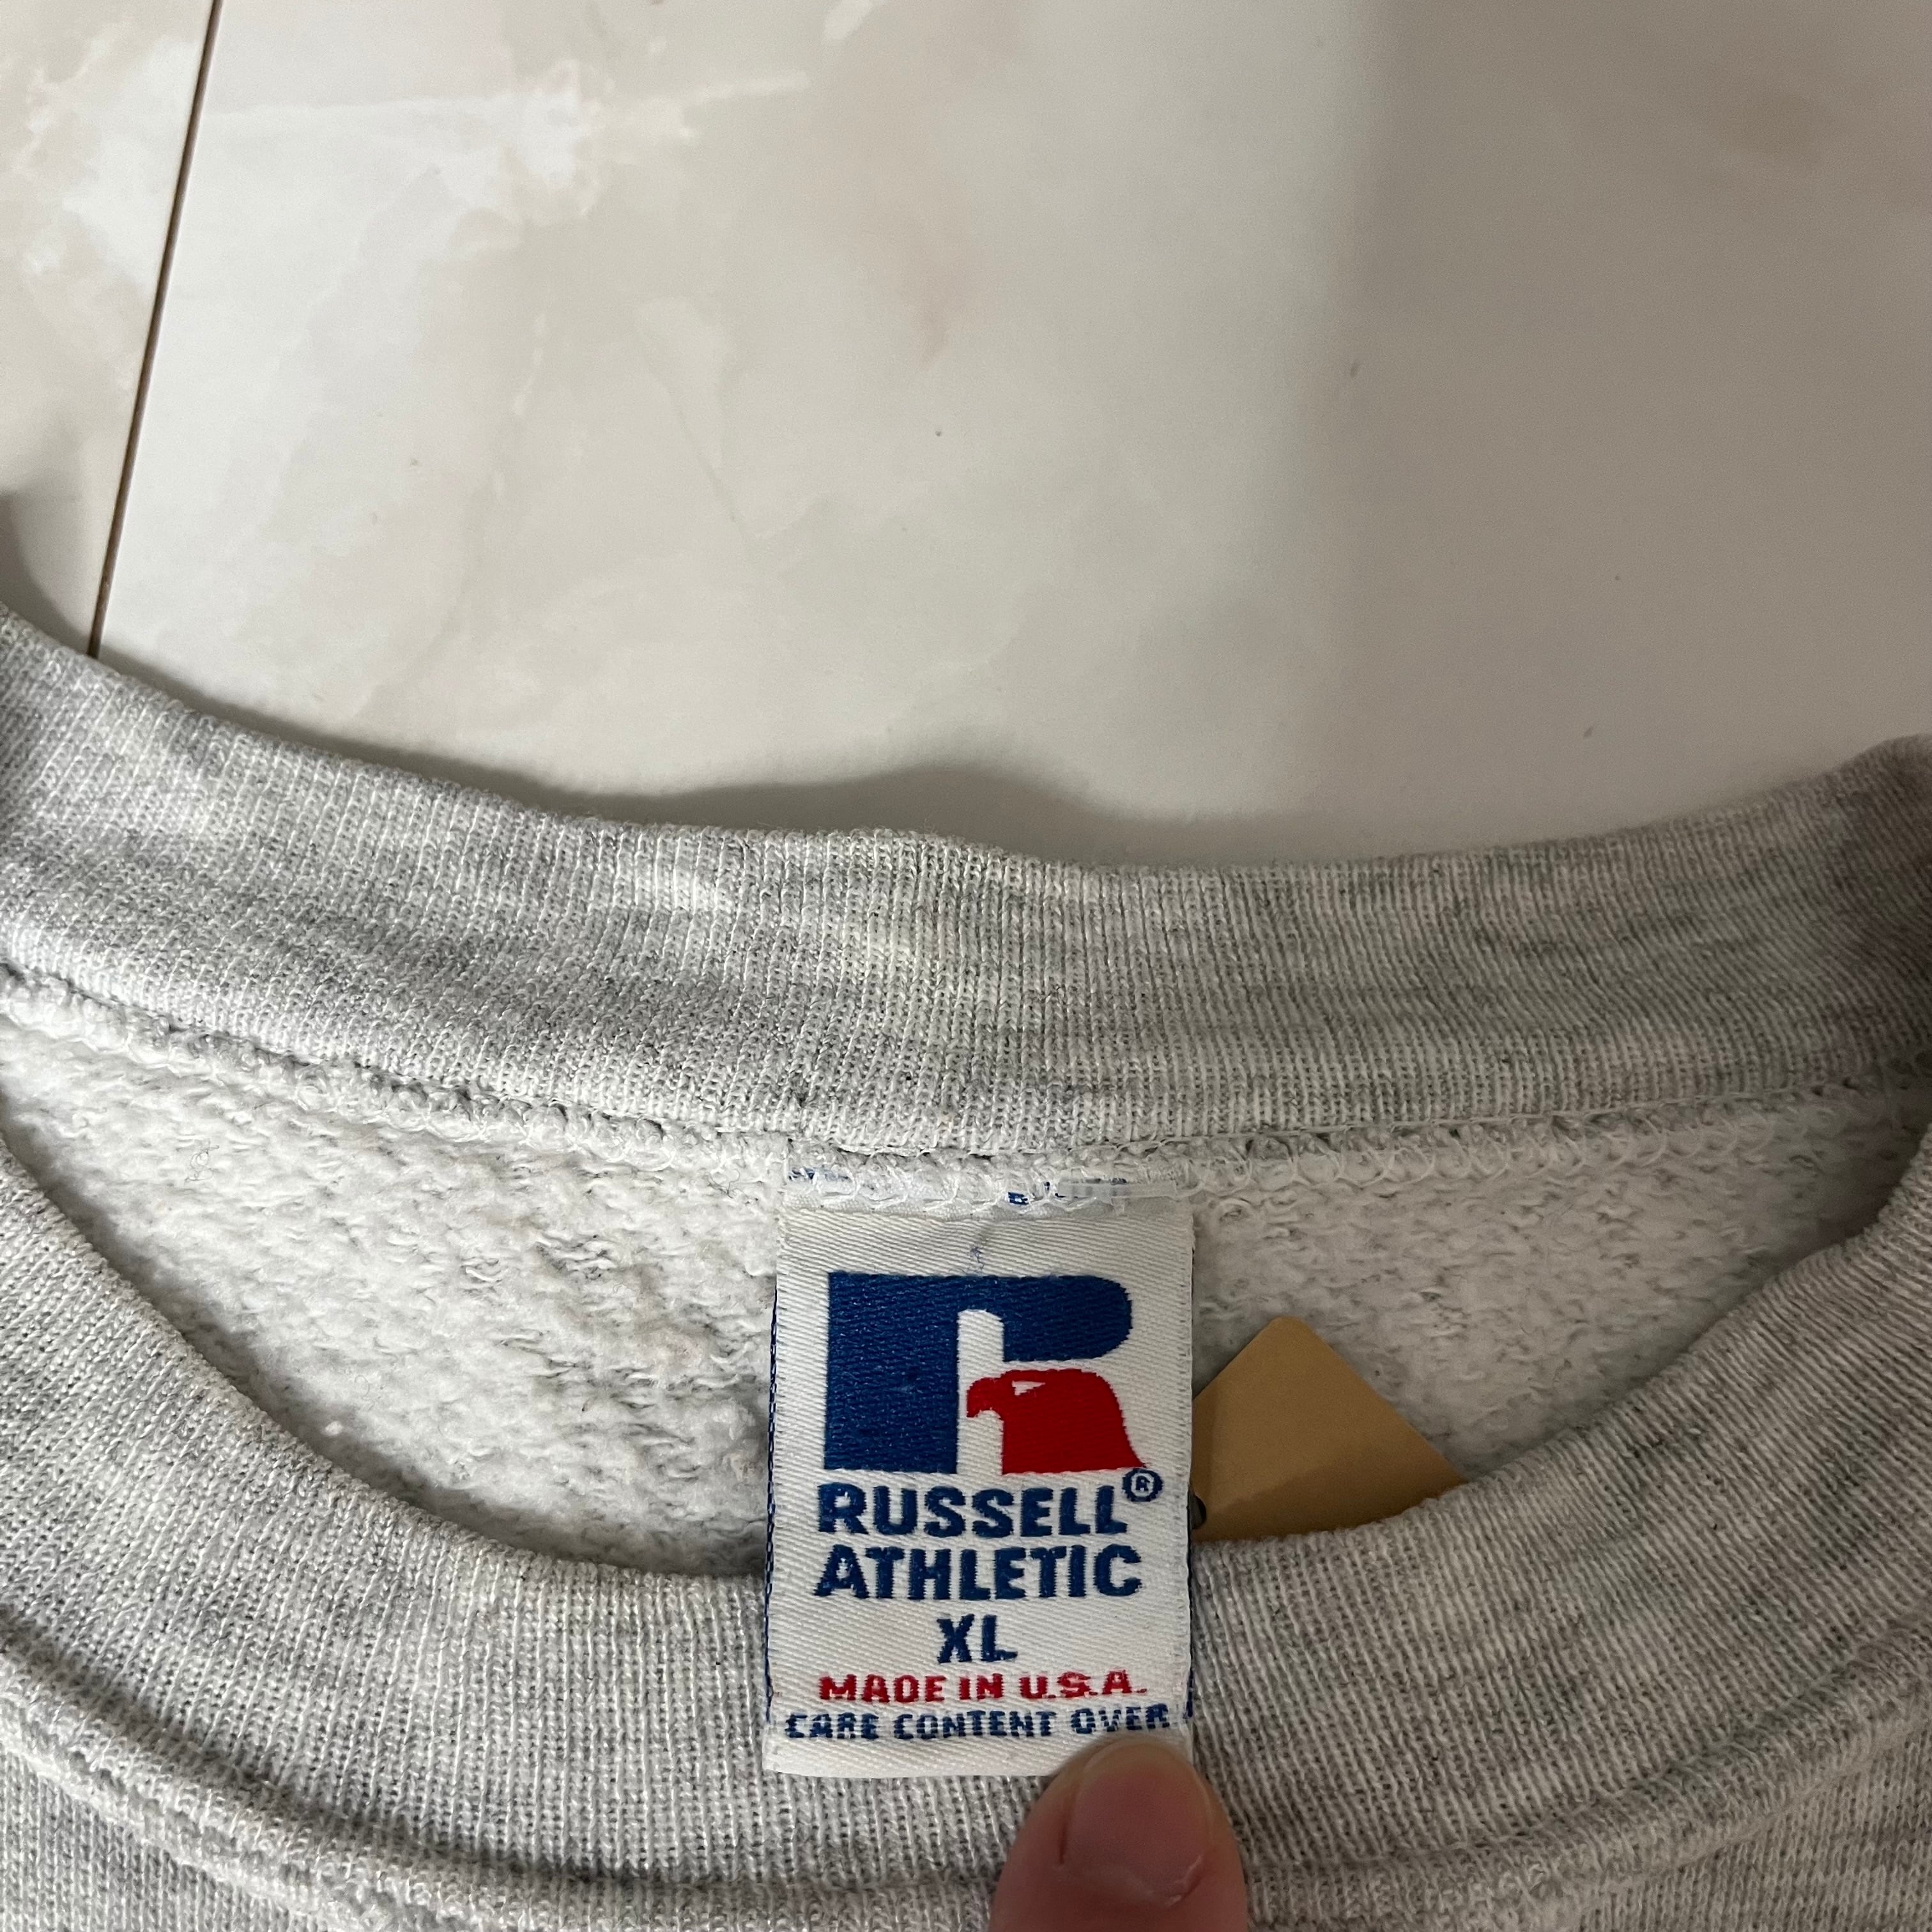 RUSSELL®
ATHLETIC
XL
MADE IN U.S.A.
CARE CONTENT OVER